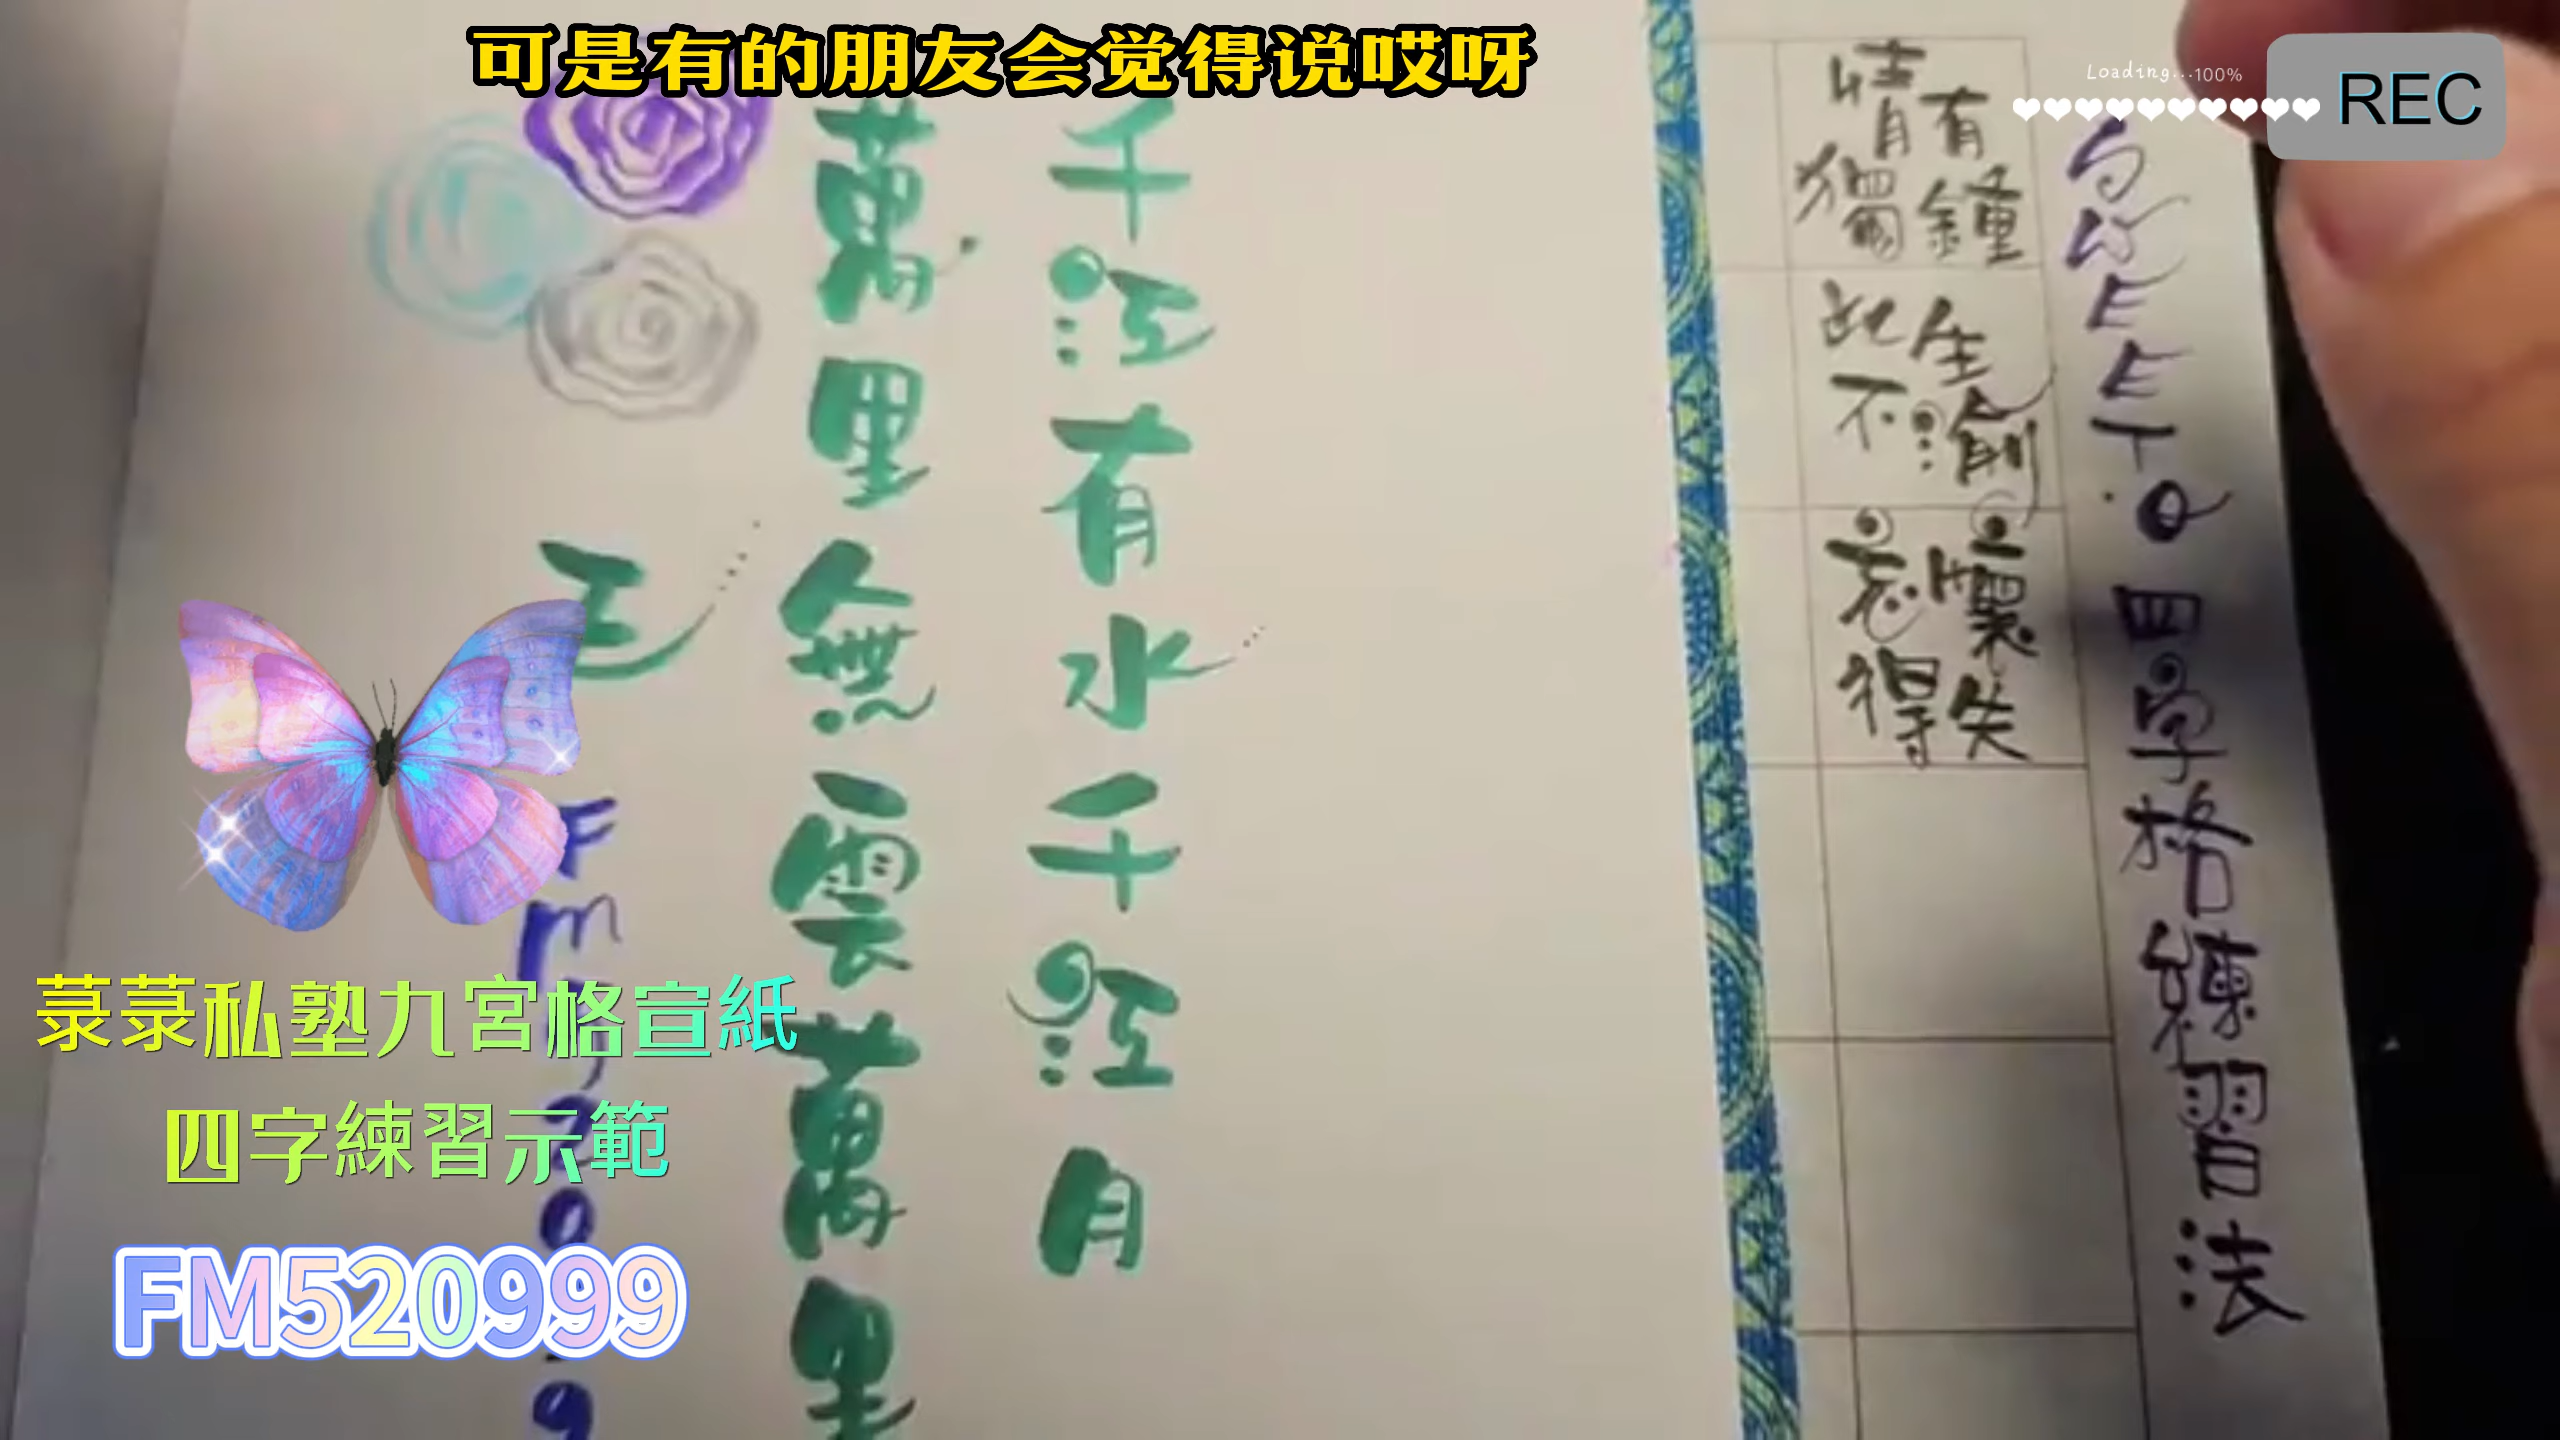 可是有的朋友会觉得说哎呀
Loading...100%
REC
SWEET.O四字格練習法
情有獨鍾
此生不渝
忘懷得失
千江有水千江月
萬里無雲萬里
菉菉私塾九宮格宣紙
四字練習示範
FM520999